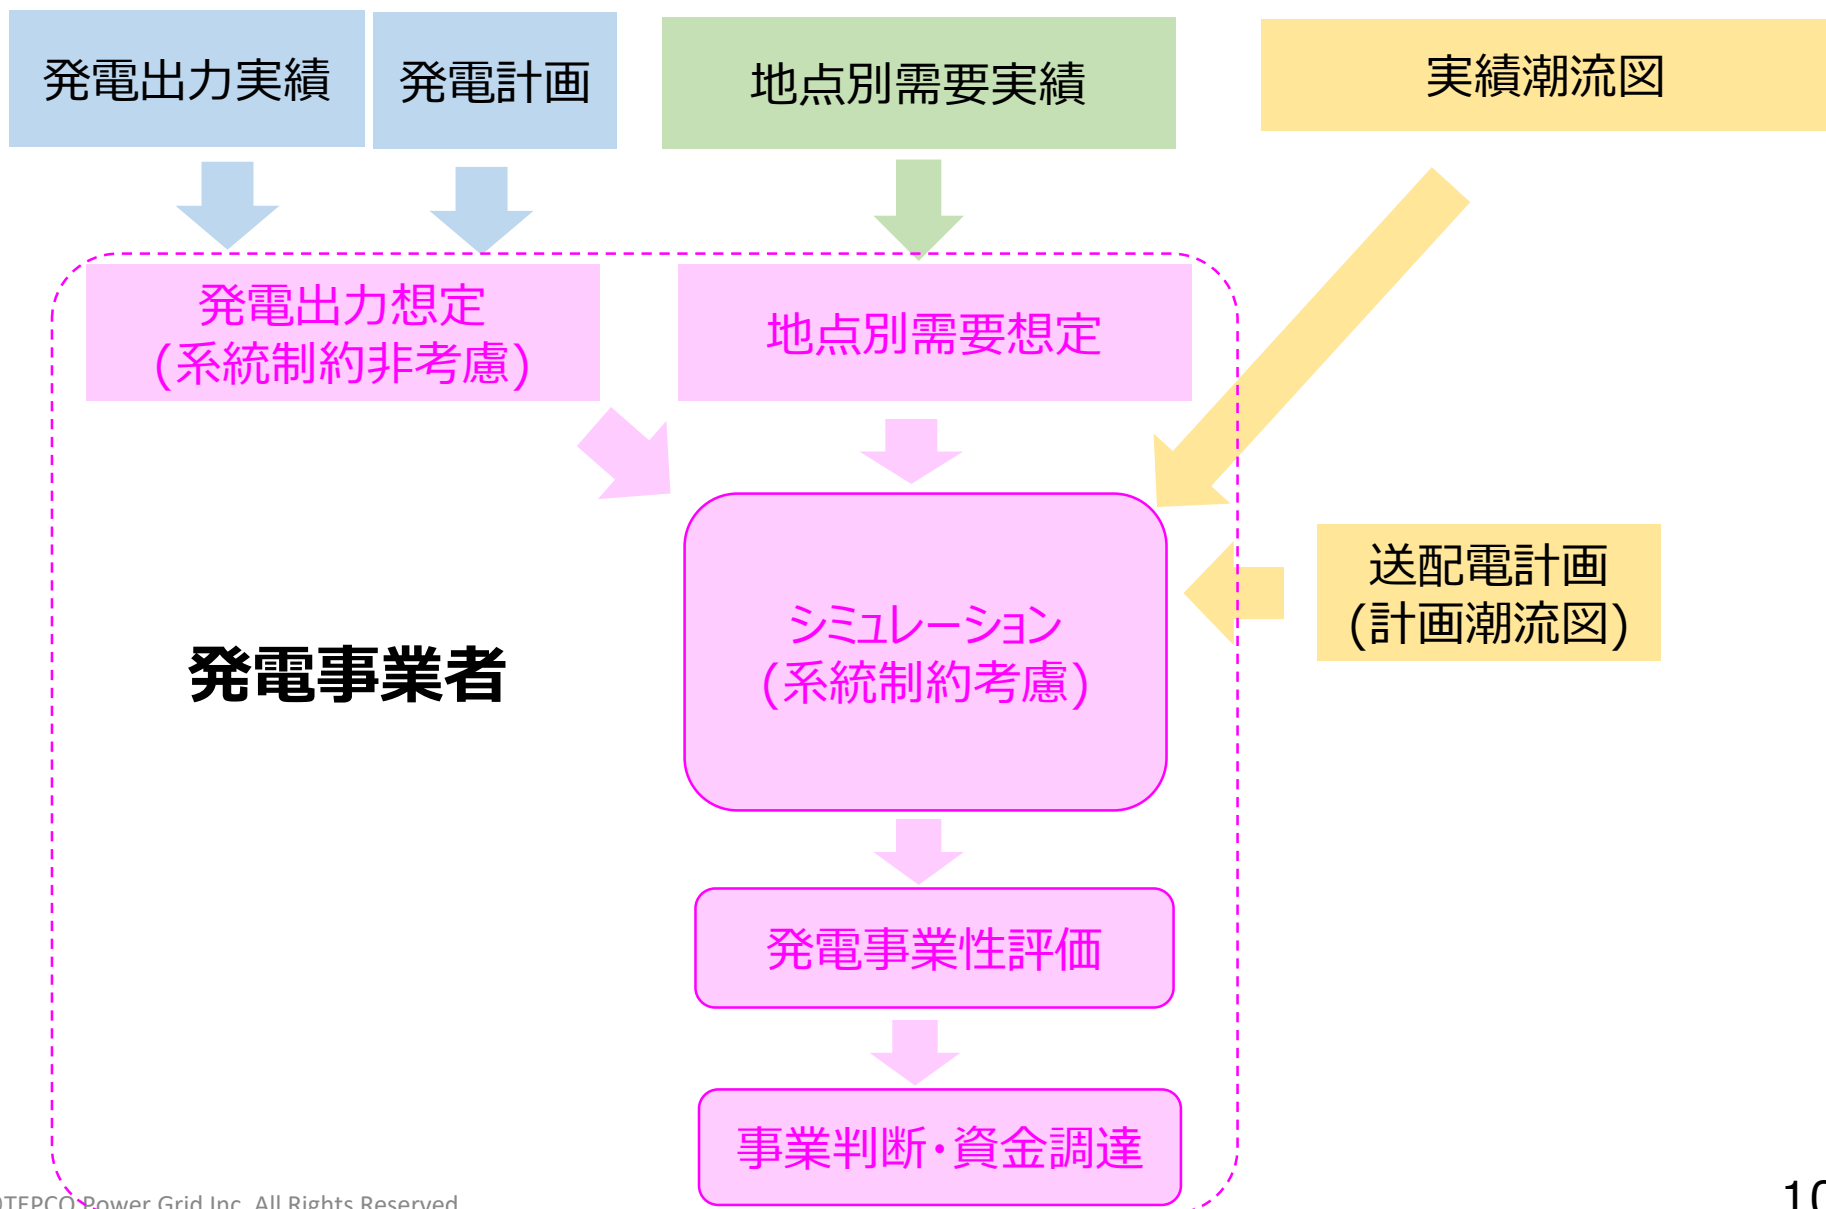 発電出力実績
発電計画
地点別需要実績
実績潮流図
発電出力想定
(系統制約非考慮)
地点別需要想定
シミュレーション
(系統制約考慮)
送配電計画
(計画潮流図)
発電事業者
発電事業性評価
事業判断・資金調達
TEPCO Power Grid Inc. All Rights Reserved
10